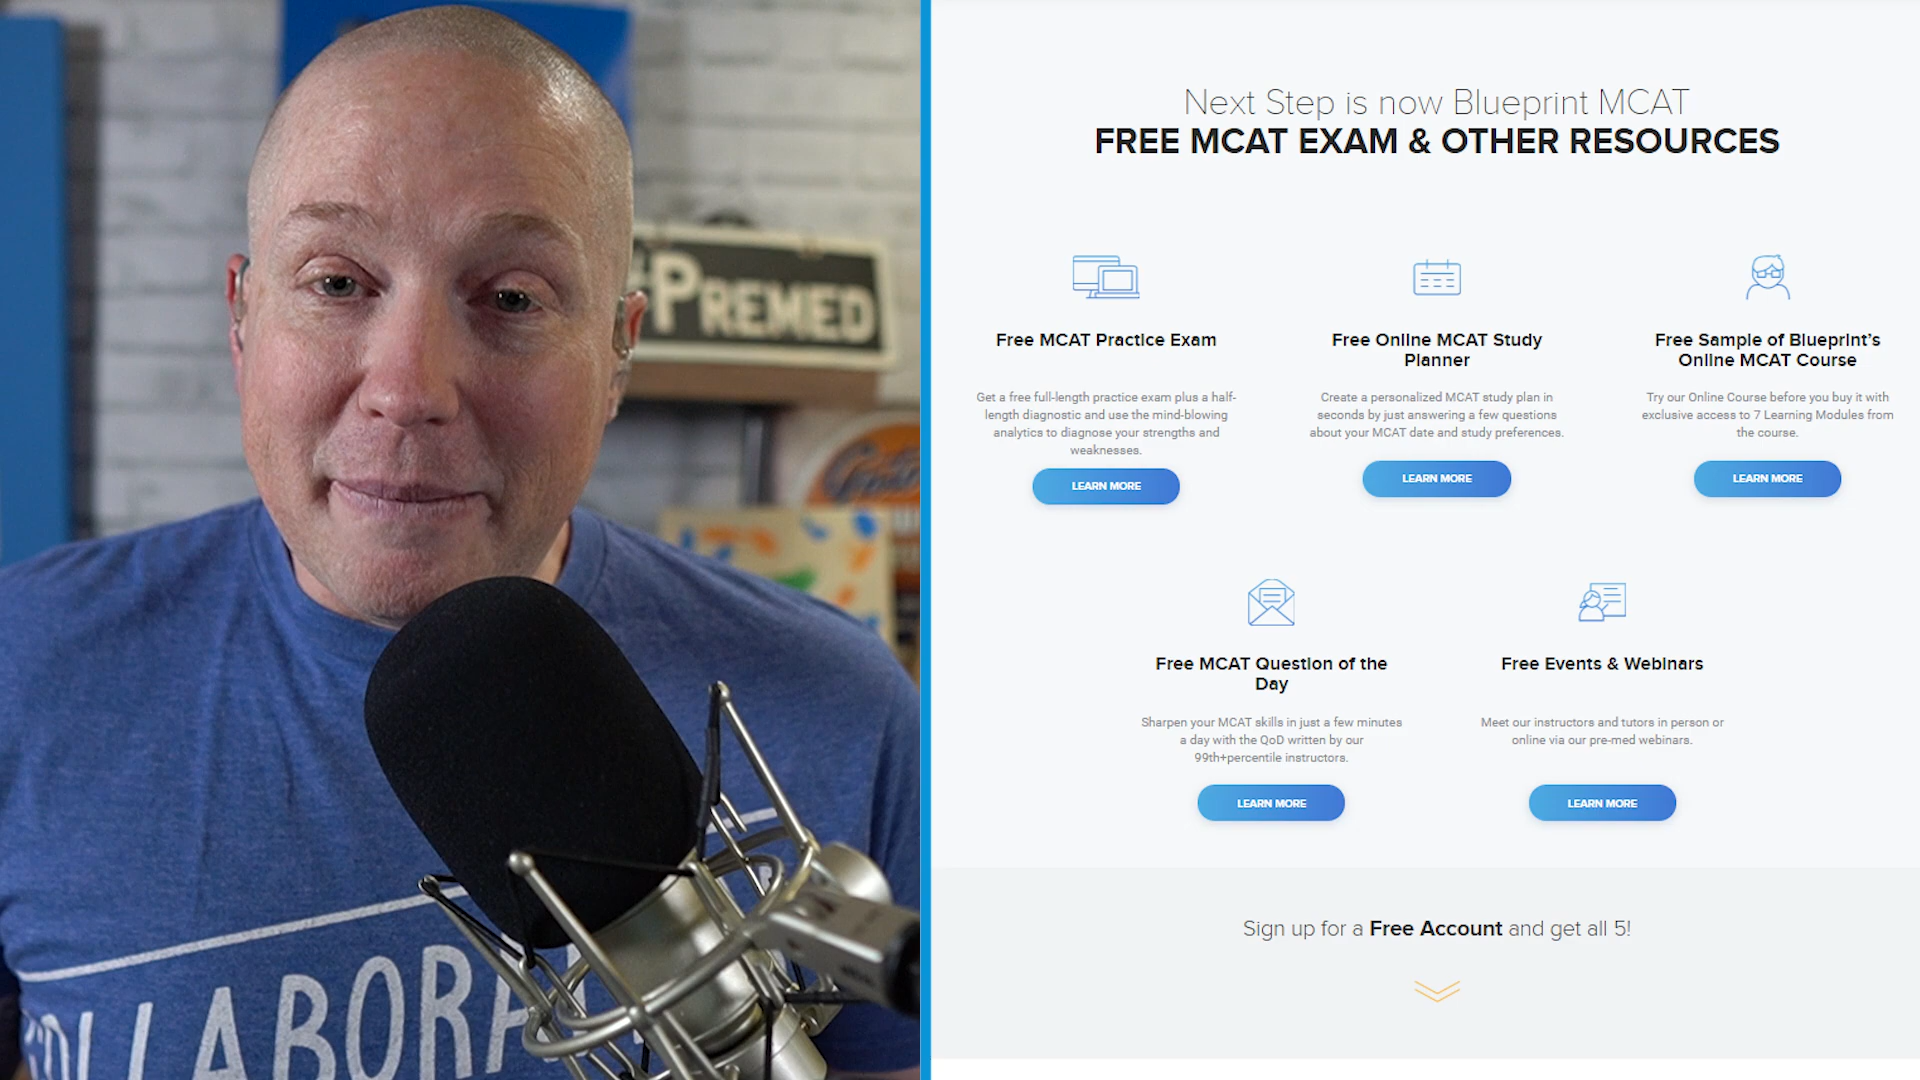 PREMED
COLLABORA
Next Step is now Blueprint MCAT
FREE MCAT EXAM & OTHER RESOURCES
Free MCAT Practice Exam
Get a free full-length practice exam plus a half-
length diagnostic and use the mind-blowing
analytics to diagnose your strengths and
weaknesses.
LEARN MORE
Free Online MCAT Study
Planner
Create a personalized MCAT study plan in
seconds by just answering a few questions
about your MCAT date and study preferences.
LEARN MORE
Free Sample of Blueprint's
Online MCAT Course
Try our Online Course before you buy it with
exclusive access to 7 Learning Modules from
the course.
LEARN MORE
Free MCAT Question of the
Day
Sharpen your MCAT skills in just a few minutes
a day with the QoD written by our
99th+percentile instructors.
LEARN MORE
Free Events & Webinars
Meet our instructors and tutors in person or
online via our pre-med webinars.
LEARN MORE
Sign up for a Free Account and get all 5!